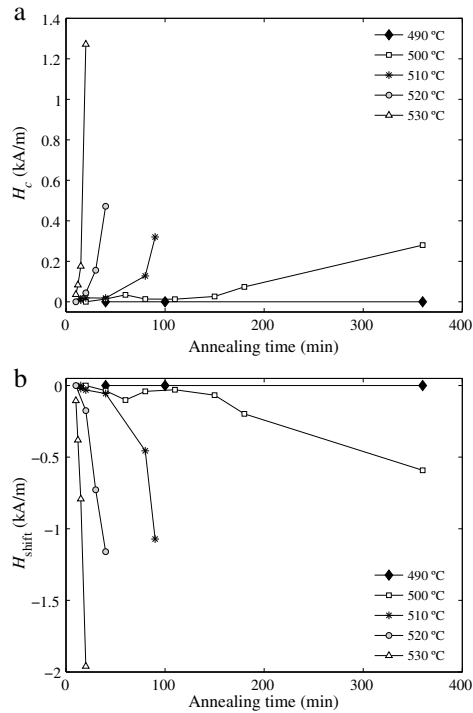 a
1.4
1.2
1
0.8
0.6
0.4
0.2
0
H_c (kA/m)
490 ºC
500 ºC
510 ºC
520 ºC
530 ºC
0 100 200 300 400
Annealing time (min)
b
0
−0.5
−1
−1.5
−2
H_shift (kA/m)
490 ºC
500 ºC
510 ºC
520 ºC
530 ºC
0 100 200 300 400
Annealing time (min)